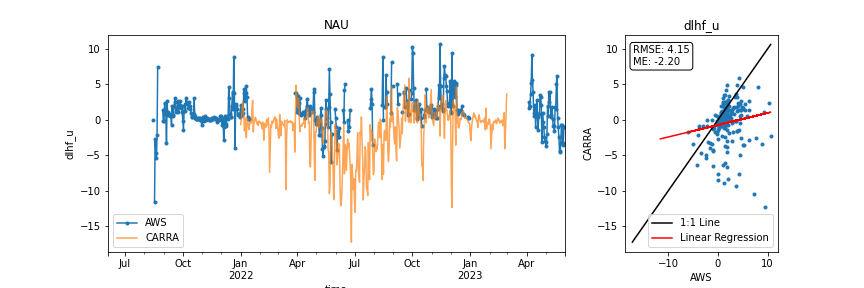 NAU
dlhf_u
10
5
0
−5
−10
−15
AWS
CARRA
Jul
Oct
Jan
2022
Apr
Jul
Oct
Jan
2023
Apr
time
dlhf_u
RMSE: 4.15
ME: -2.20
CARRA
10
5
0
−5
−10
−15
1:1 Line
Linear Regression
−10
0
10
AWS